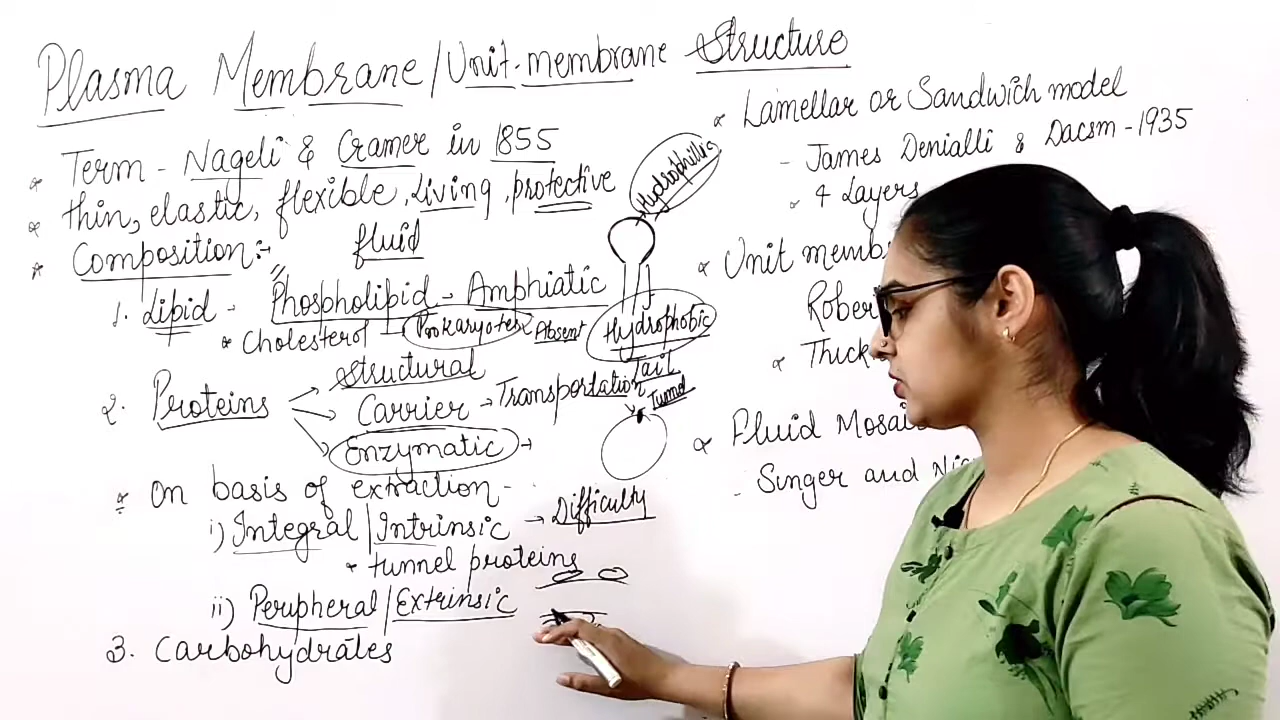 Plasma Membrane/Unit-membrane Structure
* Term - Nageli & Cramer in 1855
* thin, elastic, flexible, living, protective
* Composition :- fluid
1. Lipid - Phospholipid - Amphiatic
* Cholesterol - Prokaryotes Absent
Hydrophillic
Hydrophobic
Tail
2. Proteins
Structural
Carrier - Transportation
Enzymatic -
Tunnel
* On basis of extraction -
i) Integral/Intrinsic → Difficulty
* tunnel proteins
ii) Peripheral/Extrinsic
3. Carbohydrates
* Lamellar or Sandwich model
- James Denialli & Dacsm - 1935
* 4 Layers
* Unit memb
Rober
* Thick
* Fluid Mosai
- Singer and Ni